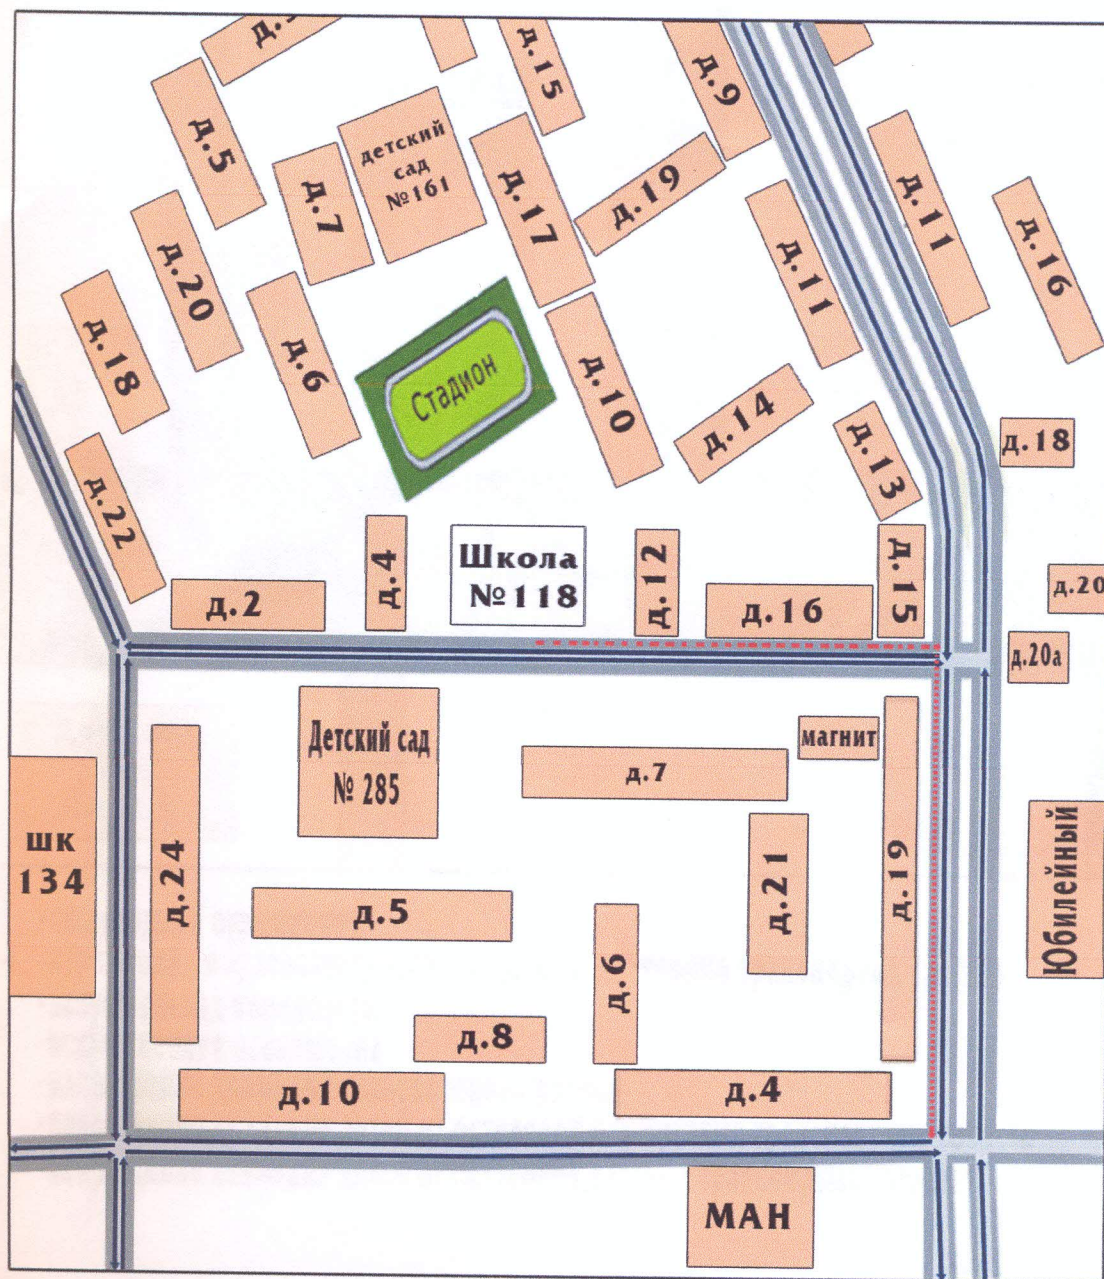 д.15
д.9
д.5
детский
сад
№161
д.7
д.17
д.19
д.11
д.11
д.16
д.20
д.18
д.6
Стадион
д.10
д.14
д.13
д.18
д.22
д.2
д.4
Школа
№118
д.12
д.16
д.15
д.20
д.20а
Детский сад
№ 285
магнит
д.7
шк
134
д.24
д.5
д.6
д.21
д.19
Юбилейный
д.8
д.10
д.4
МАН